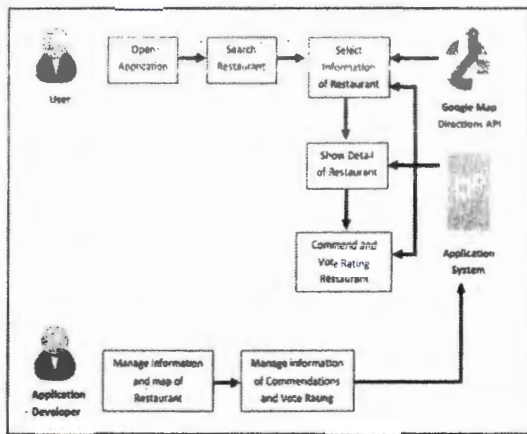 User
Open
Application
Search
Restaurant
Select
Information
of Restaurant
Google Map
Directions API
Show Detail
of Restaurant
Commend and
Vote Rating
Restaurant
Application
System
Application
Developer
Manage information
and map of
Restaurant
Manage information
of Commendations
and Vote Rating